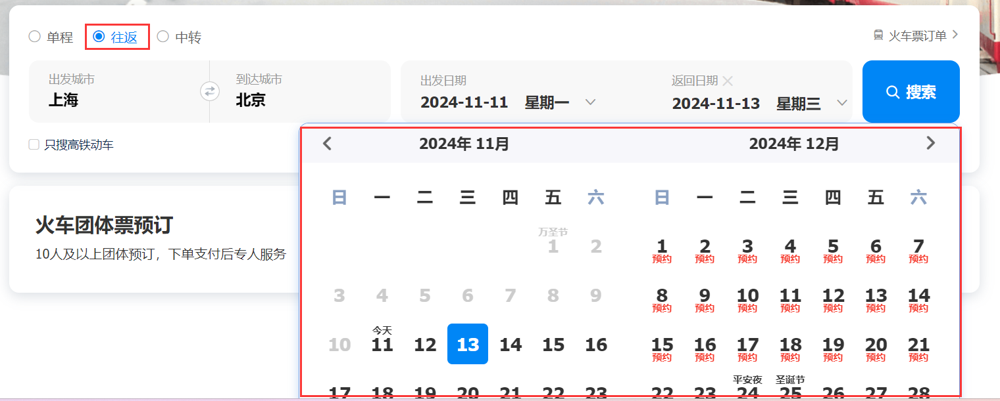 单程 往返 中转 火车票订单
出发城市 到达城市 出发日期 返回日期
上海 北京 2024-11-11 星期一 2024-11-13 星期三 搜索
只搜高铁动车
2024年 11月 2024年 12月
日 一 二 三 四 五 六 日 一 二 三 四 五 六
火车团体票预订
10人及以上团体预订，下单支付后专人服务
万圣节
1 2 1 2 3 4 5 6 7
预约 预约 预约 预约 预约 预约 预约
3 4 5 6 7 8 9 8 9 10 11 12 13 14
预约 预约 预约 预约 预约 预约 预约
今天
10 11 12 13 14 15 16 15 16 17 18 19 20 21
预约 预约 预约 预约 预约 预约 预约
平安夜 圣诞节
17 18 19 20 21 22 23 22 23 24 25 26 27 28